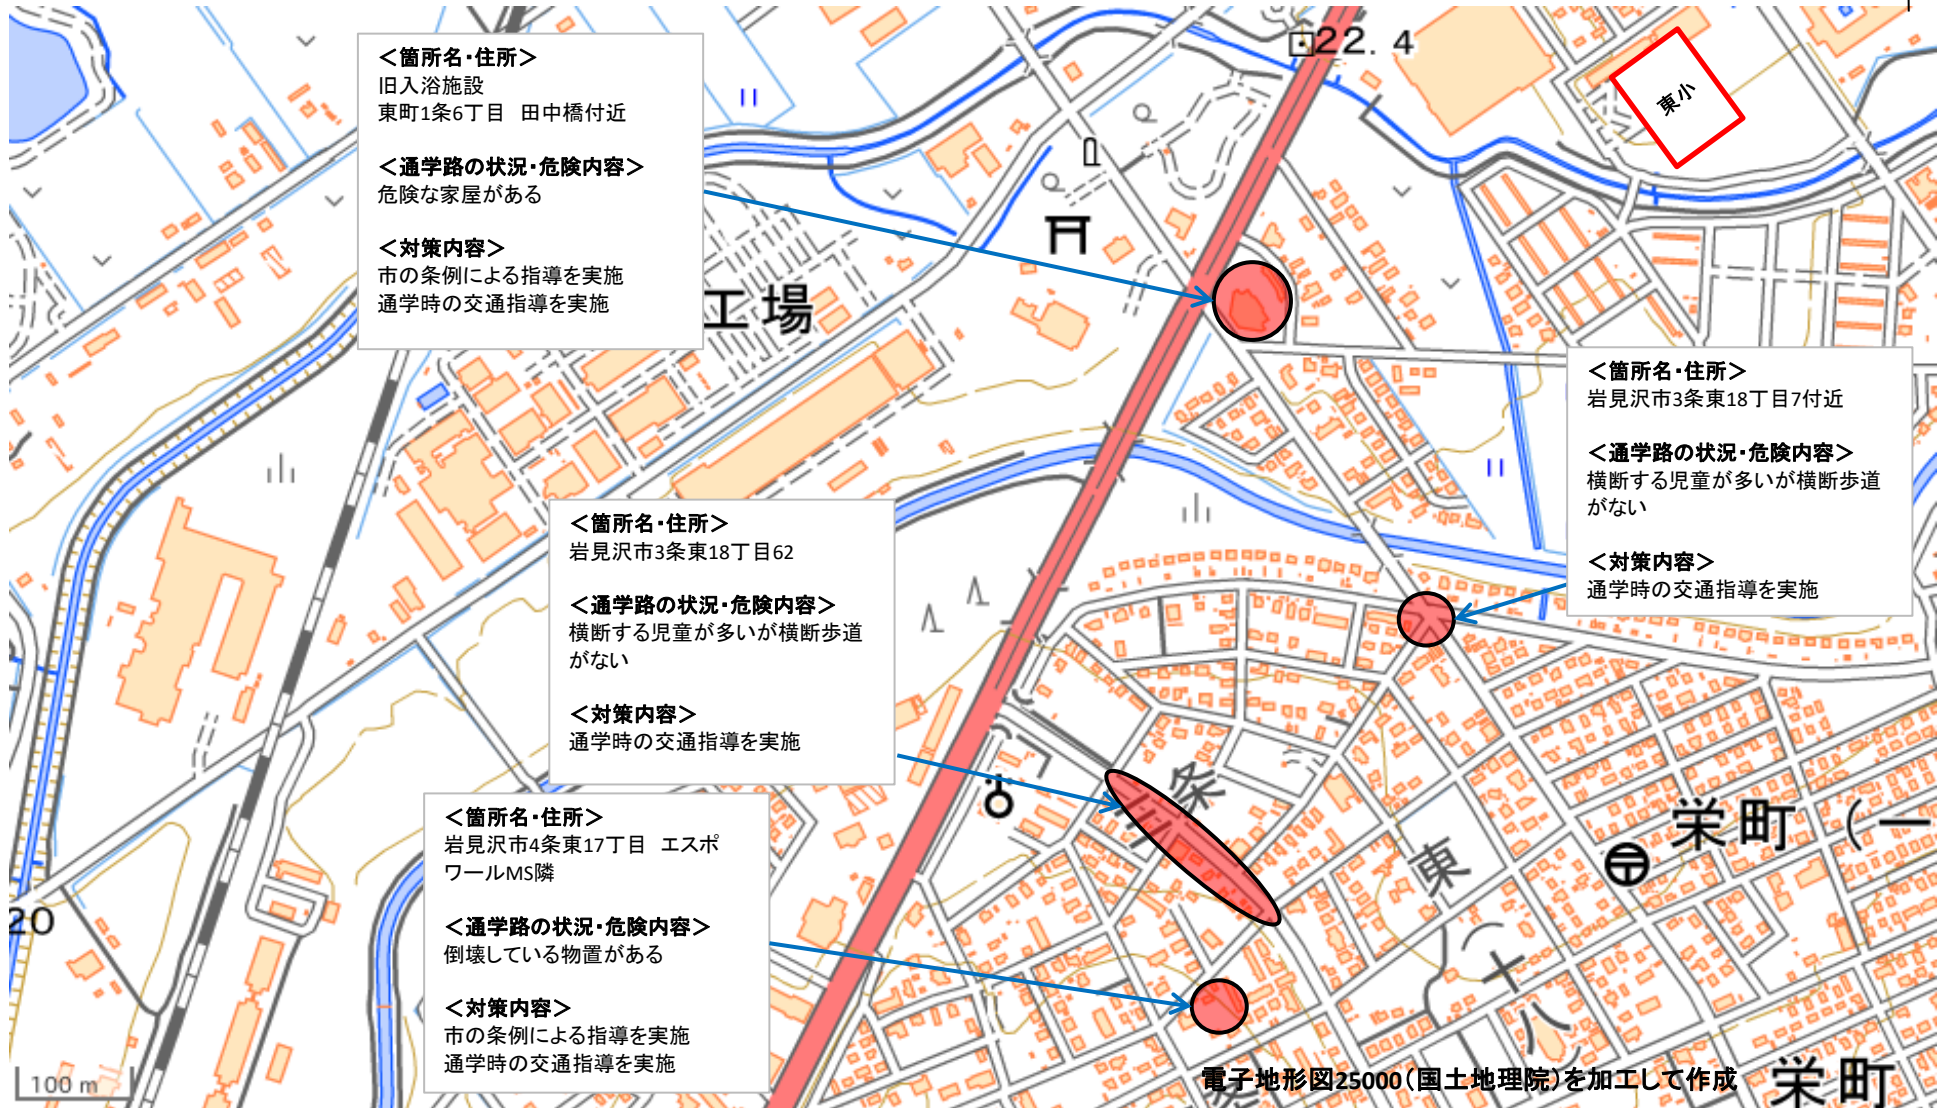 <箇所名・住所>
旧入浴施設
東町1条6丁目　田中橋付近
<通学路の状況・危険内容>
危険な家屋がある
<対策内容>
市の条例による指導を実施
通学時の交通指導を実施
22.4
東小
工場
<箇所名・住所>
岩見沢市3条東18丁目7付近
<通学路の状況・危険内容>
横断する児童が多いが横断歩道
がない
<対策内容>
通学時の交通指導を実施
<箇所名・住所>
岩見沢市3条東18丁目62
<通学路の状況・危険内容>
横断する児童が多いが横断歩道
がない
<対策内容>
通学時の交通指導を実施
<箇所名・住所>
岩見沢市4条東17丁目　エスポ
ワールMS隣
<通学路の状況・危険内容>
倒壊している物置がある
<対策内容>
市の条例による指導を実施
通学時の交通指導を実施
条
東
(十八)
栄町(一
20
100 m
電子地形図25000(国土地理院)を加工して作成
栄町